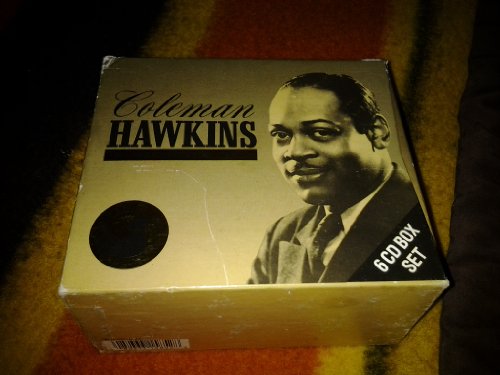 Coleman
HAWKINS
6 CD BOX
SET